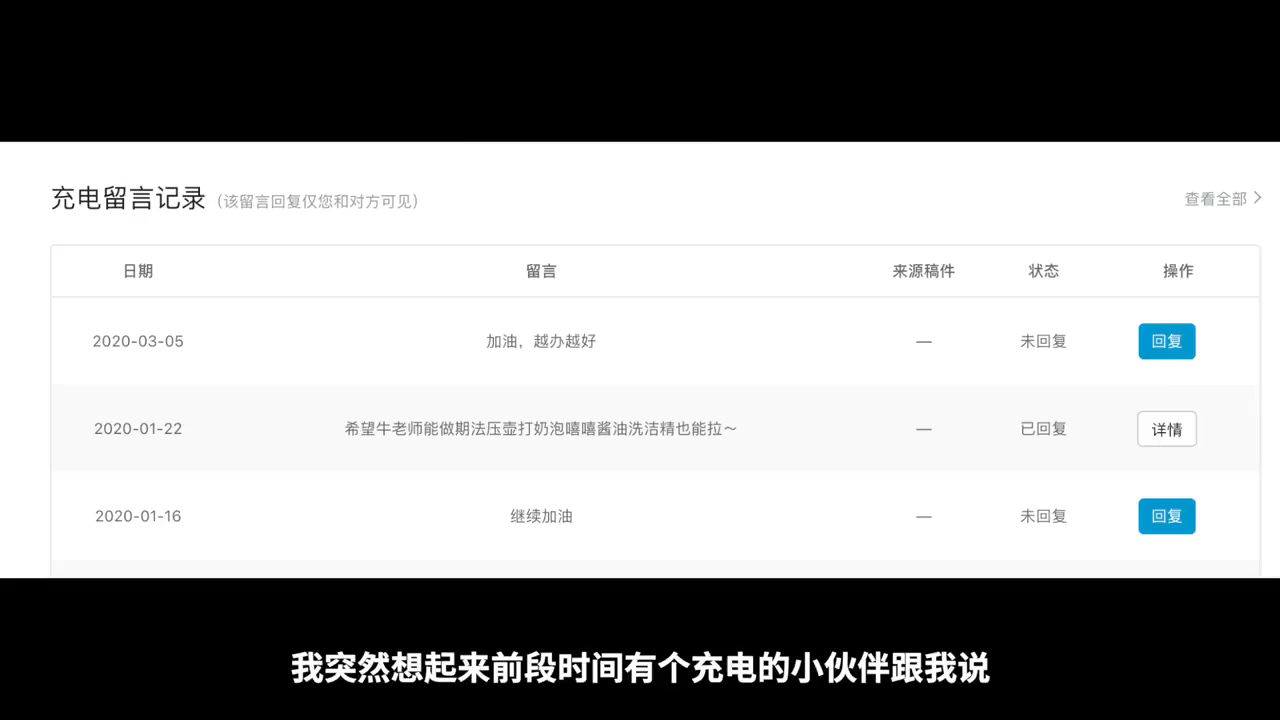 充电留言记录 (该留言回复仅您和对方可见)
查看全部 >
日期 留言 来源稿件 状态 操作
2020-03-05 加油，越办越好 — 未回复 回复
2020-01-22 希望牛老师能做期法压壶打奶泡嘻嘻酱油洗洁精也能拉～ — 已回复 详情
2020-01-16 继续加油 — 未回复 回复
我突然想起来前段时间有个充电的小伙伴跟我说